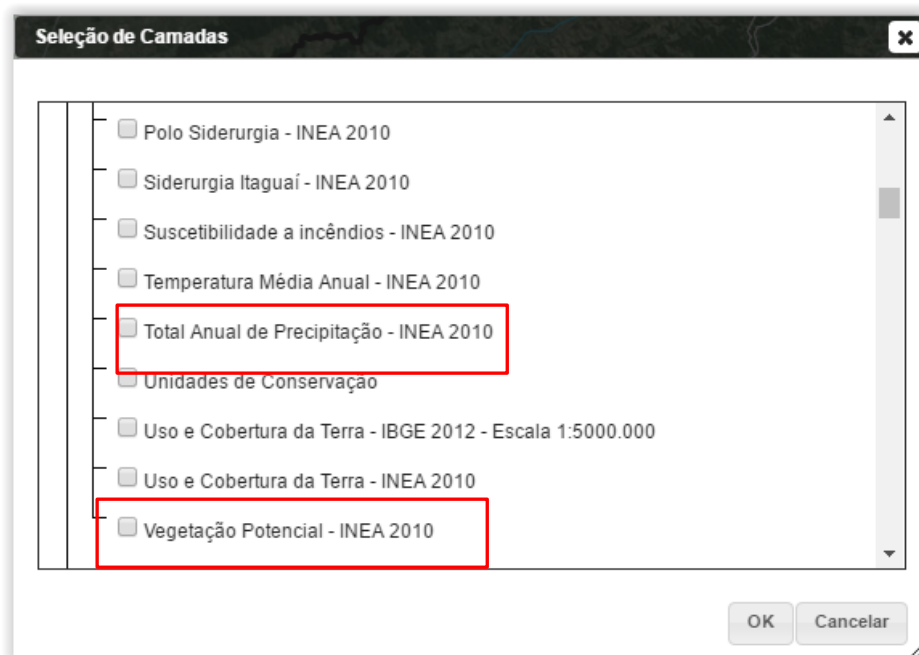 Seleção de Camadas
Polo Siderurgia - INEA 2010
Siderurgia Itaguaí - INEA 2010
Suscetibilidade a incêndios - INEA 2010
Temperatura Média Anual - INEA 2010
Total Anual de Precipitação - INEA 2010
Unidades de Conservação
Uso e Cobertura da Terra - IBGE 2012 - Escala 1:5000.000
Uso e Cobertura da Terra - INEA 2010
Vegetação Potencial - INEA 2010
OK Cancelar